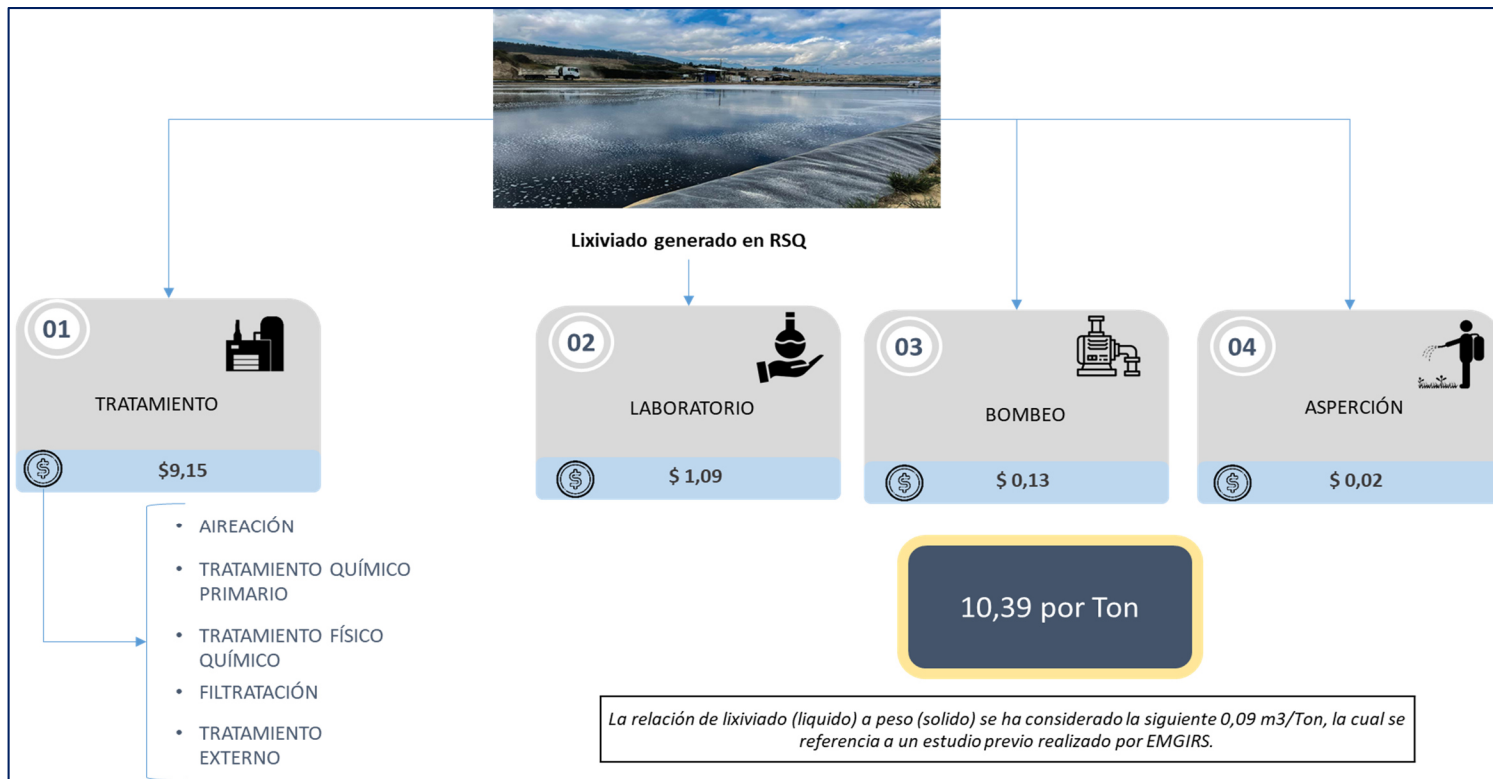 Lixiviado generado en RSQ
01
TRATAMIENTO
$
$9,15
• AIREACIÓN
• TRATAMIENTO QUÍMICO
PRIMARIO
• TRATAMIENTO FÍSICO
QUÍMICO
• FILTRATACIÓN
• TRATAMIENTO
EXTERNO
02
LABORATORIO
$
$ 1,09
03
BOMBEO
$
$ 0,13
04
ASPERCIÓN
$
$ 0,02
10,39 por Ton
La relación de lixiviado (liquido) a peso (solido) se ha considerado la siguiente 0,09 m3/Ton, la cual se
referencia a un estudio previo realizado por EMGIRS.